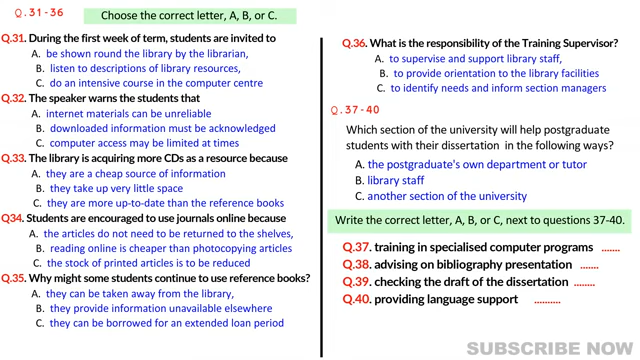 Q.31-36
Choose the correct letter, A, B, or C.
Q.31. During the first week of term, students are invited to
A. be shown round the library by the librarian,
B. listen to descriptions of library resources,
C. do an intensive course in the computer centre
Q.32. The speaker warns the students that
A. internet materials can be unreliable
B. downloaded information must be acknowledged
C. computer access may be limited at times
Q.33. The library is acquiring more CDs as a resource because
A. they are a cheap source of information
B. they take up very little space
C. they are more up-to-date than the reference books
Q34. Students are encouraged to use journals online because
A. the articles do not need to be returned to the shelves,
B. reading online is cheaper than photocopying articles
C. the stock of printed articles is to be reduced
Q.35. Why might some students continue to use reference books?
A. they can be taken away from the library,
B. they provide information unavailable elsewhere
C. they can be borrowed for an extended loan period
Q.36. What is the responsibility of the Training Supervisor?
A. to supervise and support library staff,
B. to provide orientation to the library facilities
C. to identify needs and inform section managers
Q.37-40
Which section of the university will help postgraduate
students with their dissertation in the following ways?
A. the postgraduate's own department or tutor
B. library staff
C. another section of the university
Write the correct letter, A, B, or C, next to questions 37-40.
Q.37. training in specialised computer programs .......
Q.38. advising on bibliography presentation .......
Q.39. checking the draft of the dissertation ........
Q.40. providing language support ..........
SUBSCRIBE NOW